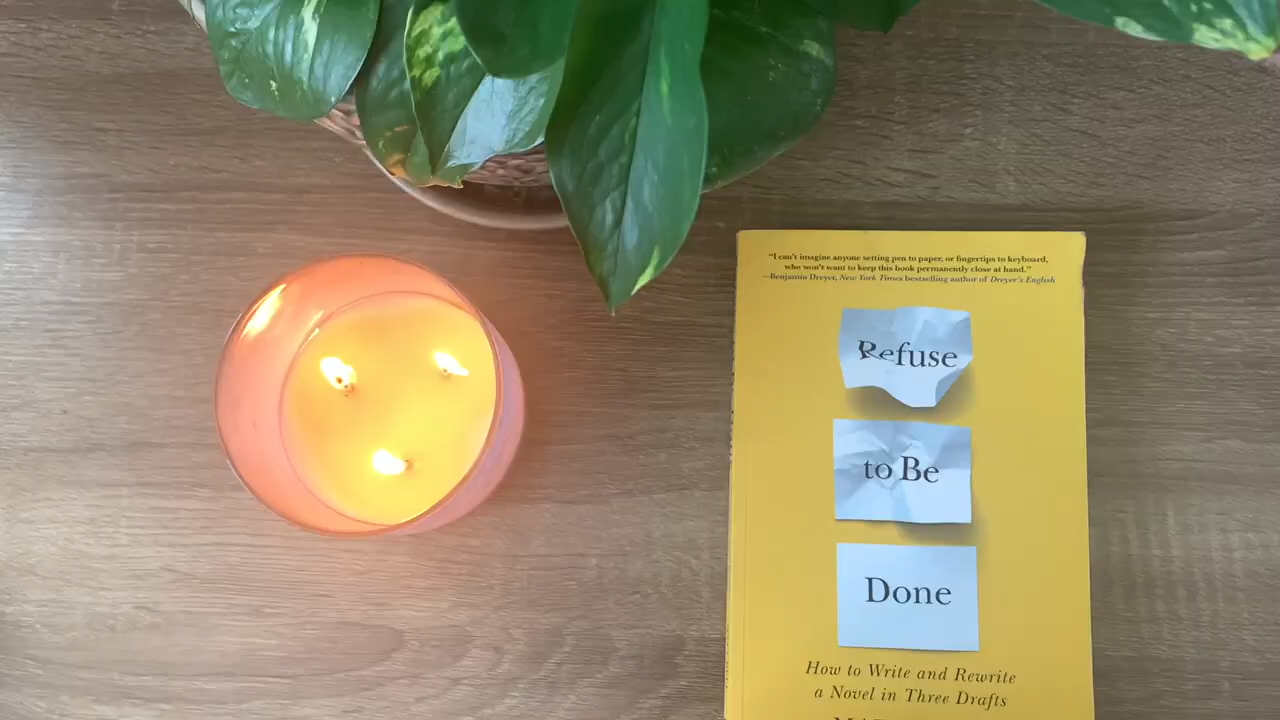 “I can’t imagine anyone setting pen to paper, or fingertips to keyboard,
who won’t want to keep this book permanently close at hand.”
—Benjamin Dreyer, New York Times bestselling author of Dreyer’s English
Refuse
to Be
Done
How to Write and Rewrite
a Novel in Three Drafts